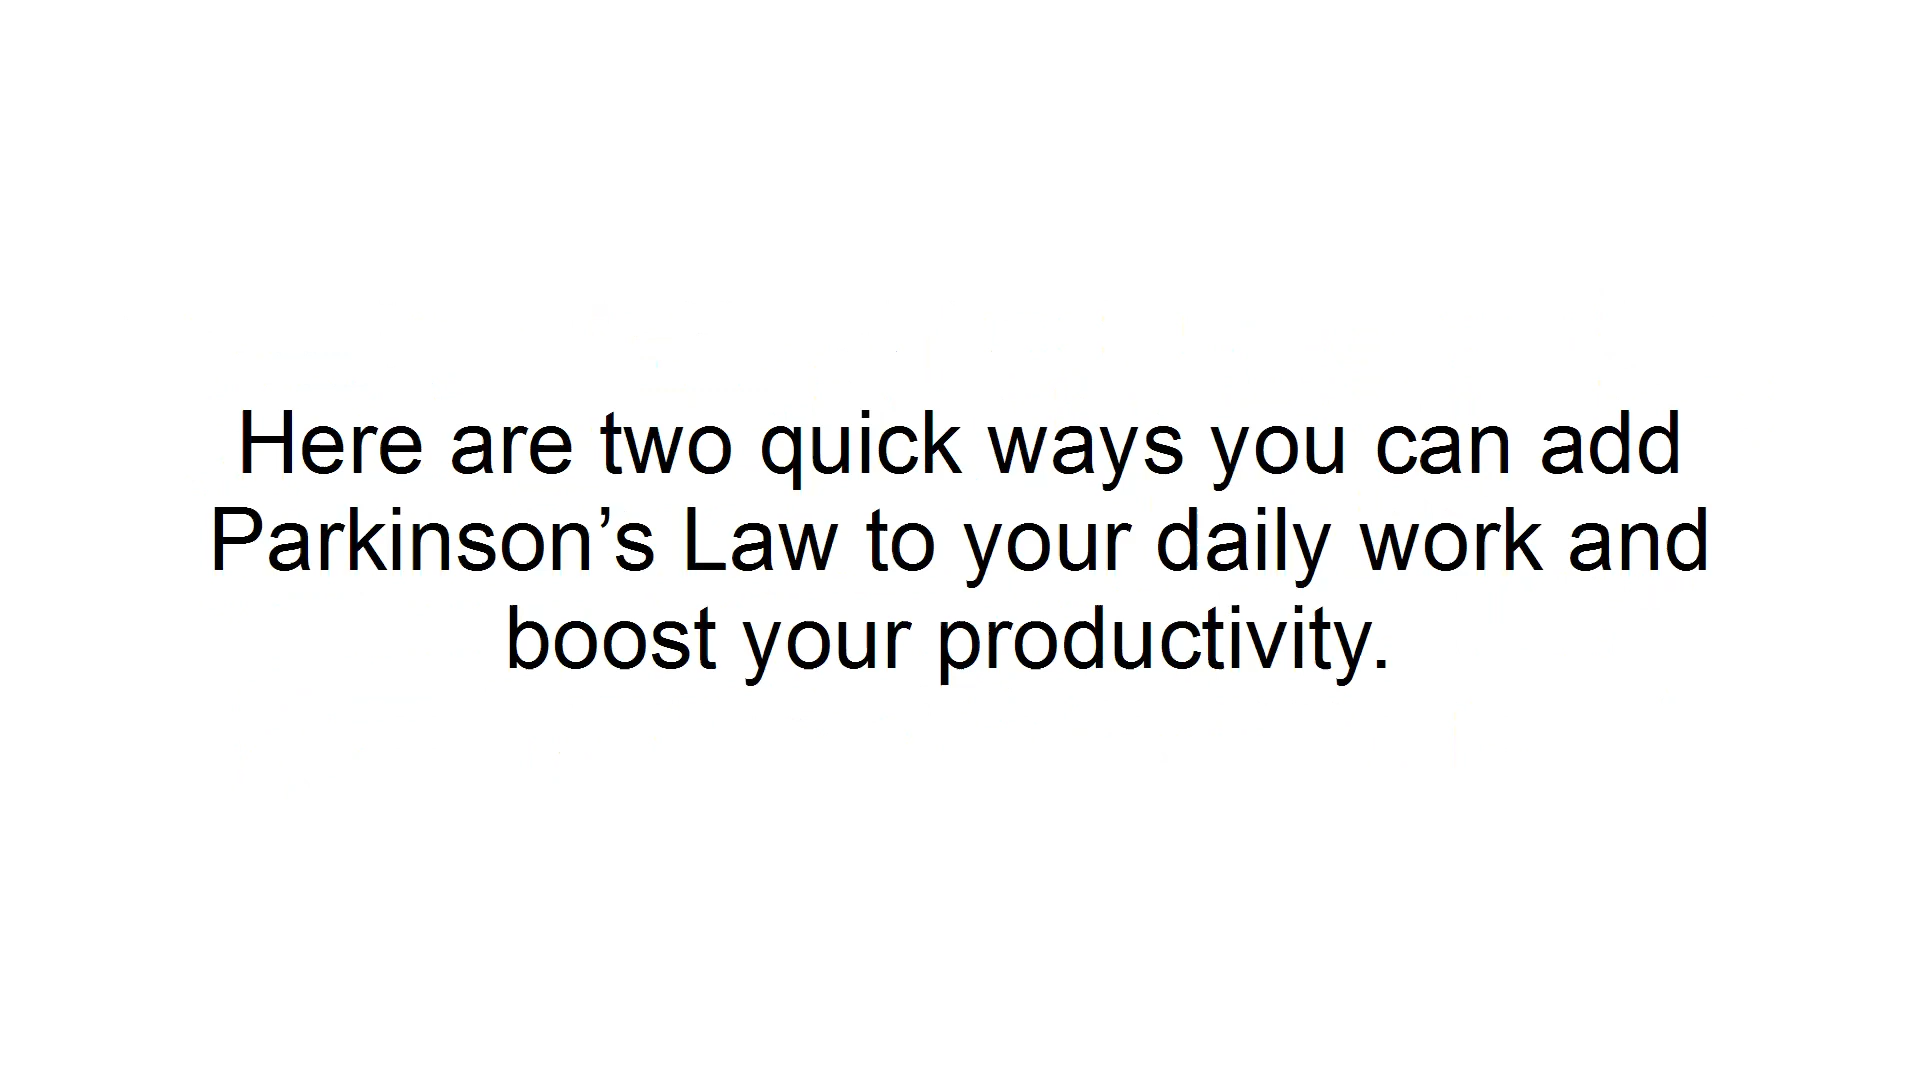 Here are two quick ways you can add
Parkinson’s Law to your daily work and
boost your productivity.